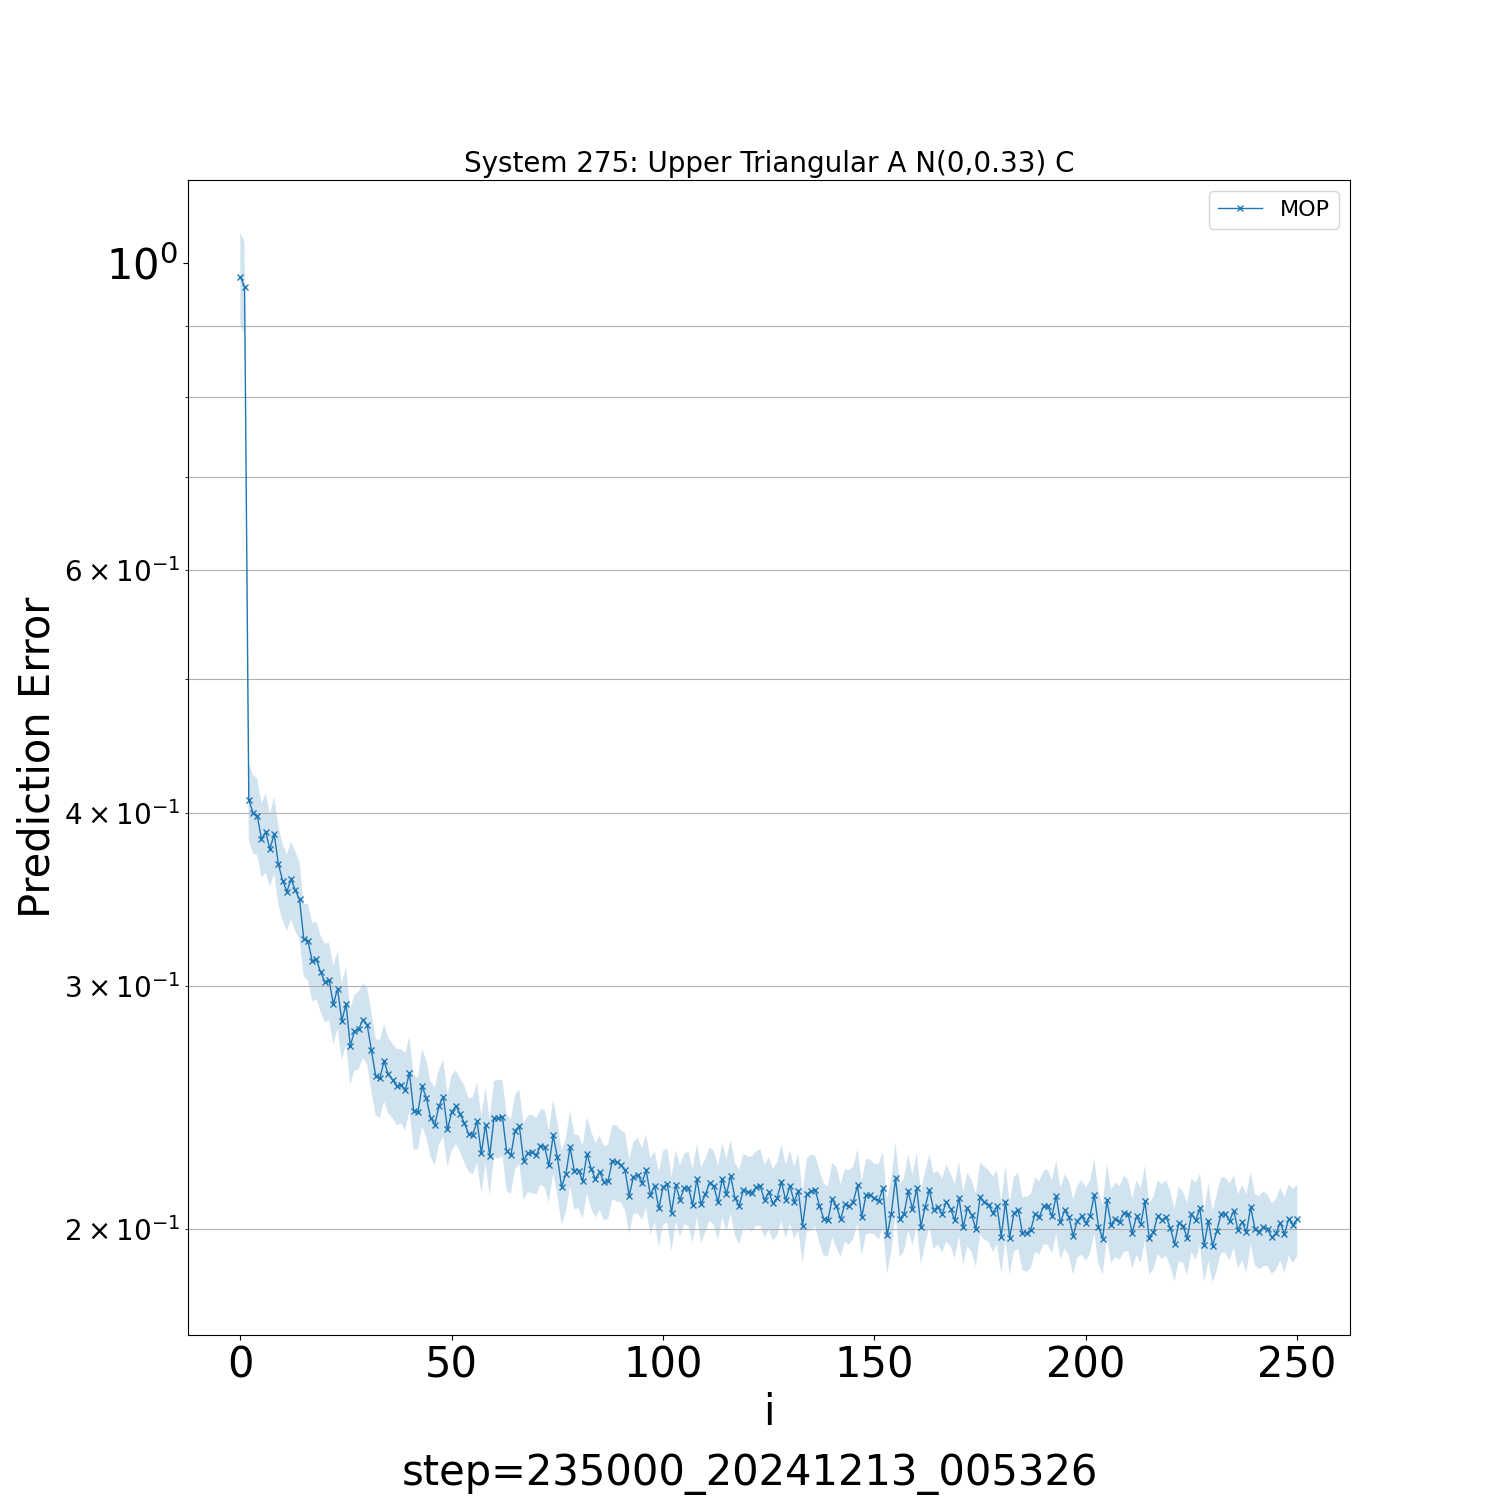 System 275: Upper Triangular A N(0,0.33) C
MOP
10⁰
6 × 10⁻¹
4 × 10⁻¹
3 × 10⁻¹
2 × 10⁻¹
Prediction Error
0 50 100 150 200 250
i
step=235000_20241213_005326